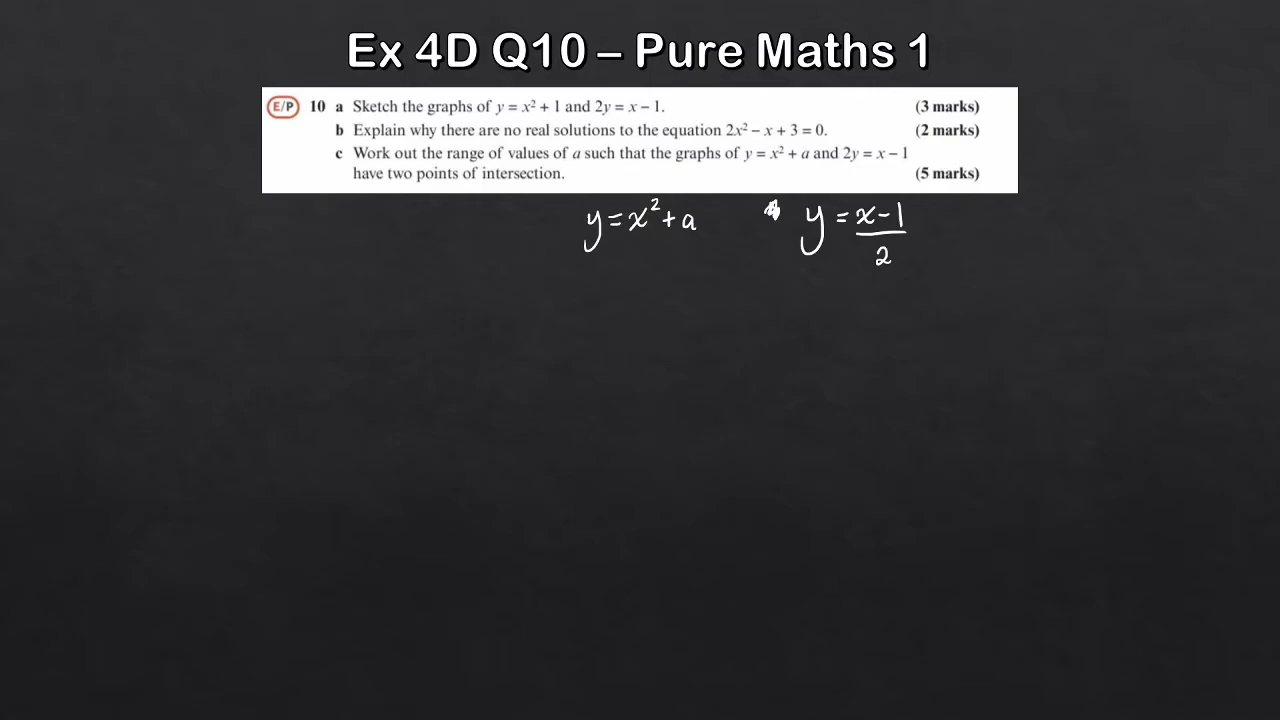 Ex 4D Q10 – Pure Maths 1
E/P 10 a Sketch the graphs of y = x² + 1 and 2y = x − 1. (3 marks)
b Explain why there are no real solutions to the equation 2x² − x + 3 = 0. (2 marks)
c Work out the range of values of a such that the graphs of y = x² + a and 2y = x − 1
have two points of intersection. (5 marks)
y = x² + a y = x − 1
2